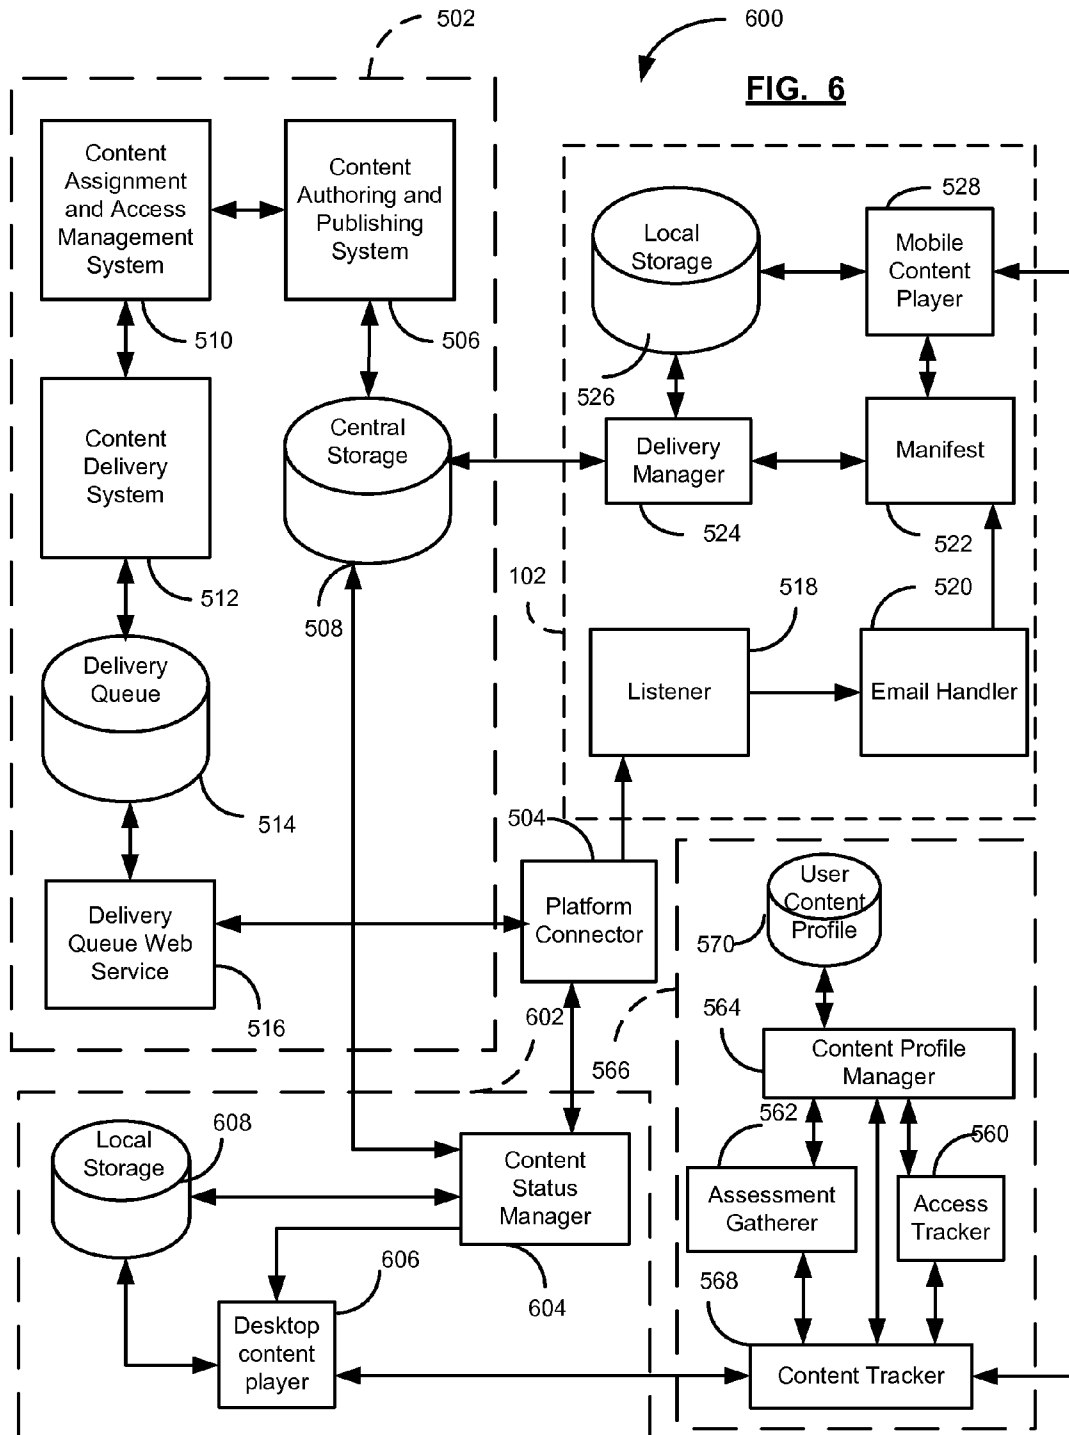 502
600
FIG. 6
Content
Assignment
and Access
Management
System
Content
Authoring and
Publishing
System
510
506
Local
Storage
528
Mobile
Content
Player
526
Content
Delivery
System
Central
Storage
Delivery
Manager
Manifest
524
522
512
508
102
518
520
Delivery
Queue
Listener
Email Handler
514
504
Delivery
Queue Web
Service
516
Platform
Connector
User
Content
Profile
570
602
566
564
Content Profile
Manager
562
560
608
Local
Storage
Content
Status
Manager
Assessment
Gatherer
Access
Tracker
606
604
568
Desktop
content
player
Content Tracker